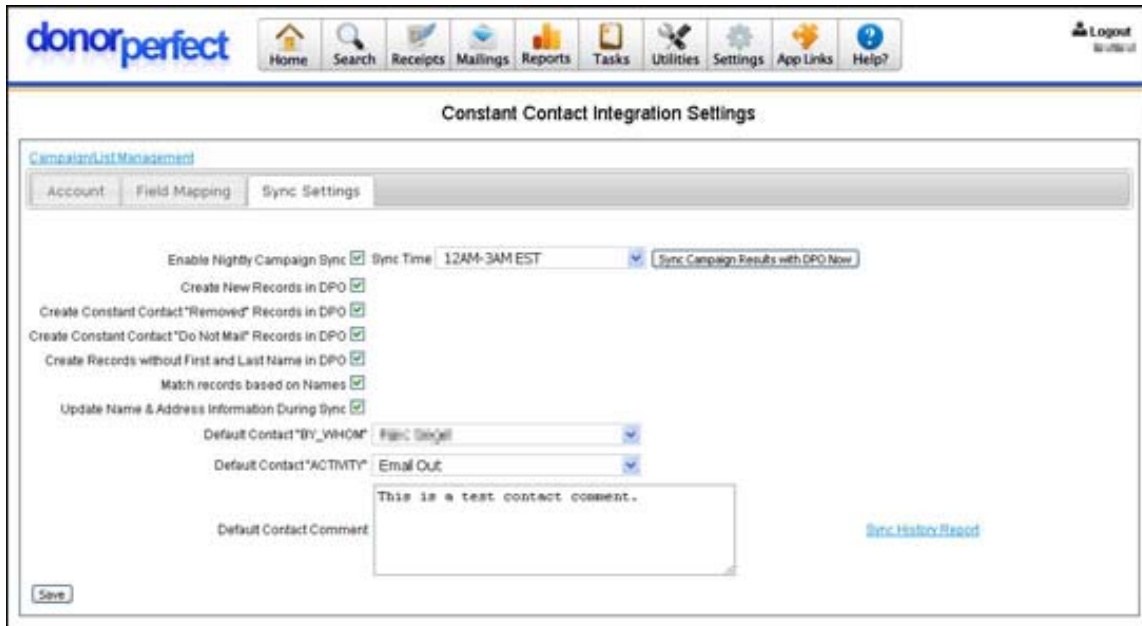 donorperfect
Home Search Receipts Mailings Reports Tasks Utilities Settings App Links Help?
Logout
Constant Contact Integration Settings
Campaign/List Management
Account Field Mapping Sync Settings
Enable Nightly Campaign Sync Sync Time 12AM-3AM EST Sync Campaign Results with DPO Now
Create New Records in DPO
Create Constant Contact "Removed" Records in DPO
Create Constant Contact "Do Not Mail" Records in DPO
Create Records without First and Last Name in DPO
Match records based on Names
Update Name & Address Information During Sync
Default Contact "BY_WHOM"
Default Contact "ACTIVITY" Email Out
This is a test contact comment.
Default Contact Comment
Sync History Report
Save